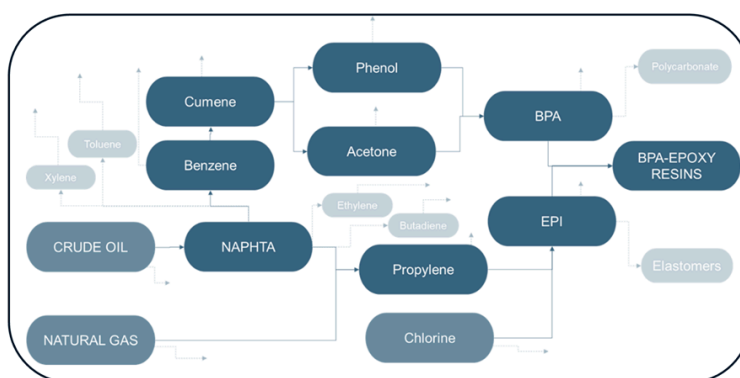 Phenol
Polycarbonate
Cumene
BPA
Toluene
Acetone
Benzene
BPA-EPOXY
RESINS
Xylene
Ethylene
Butadiene
EPI
CRUDE OIL
NAPHTA
Propylene
Elastomers
NATURAL GAS
Chlorine